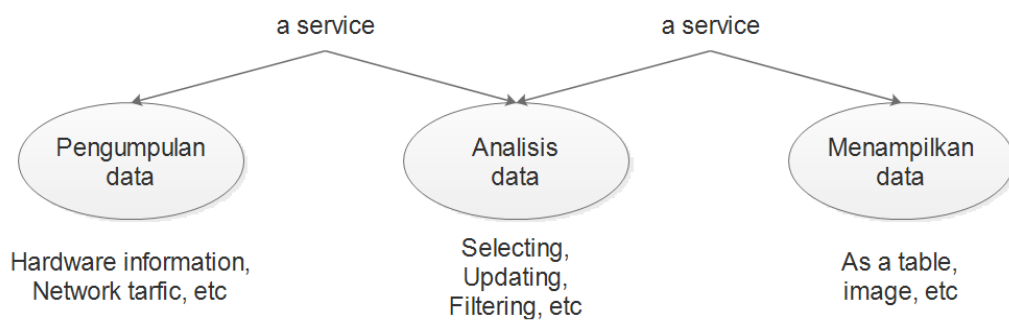 a service
a service
Pengumpulan
data
Analisis
data
Menampilkan
data
Hardware information,
Network tarfic, etc
Selecting,
Updating,
Filtering, etc
As a table,
image, etc